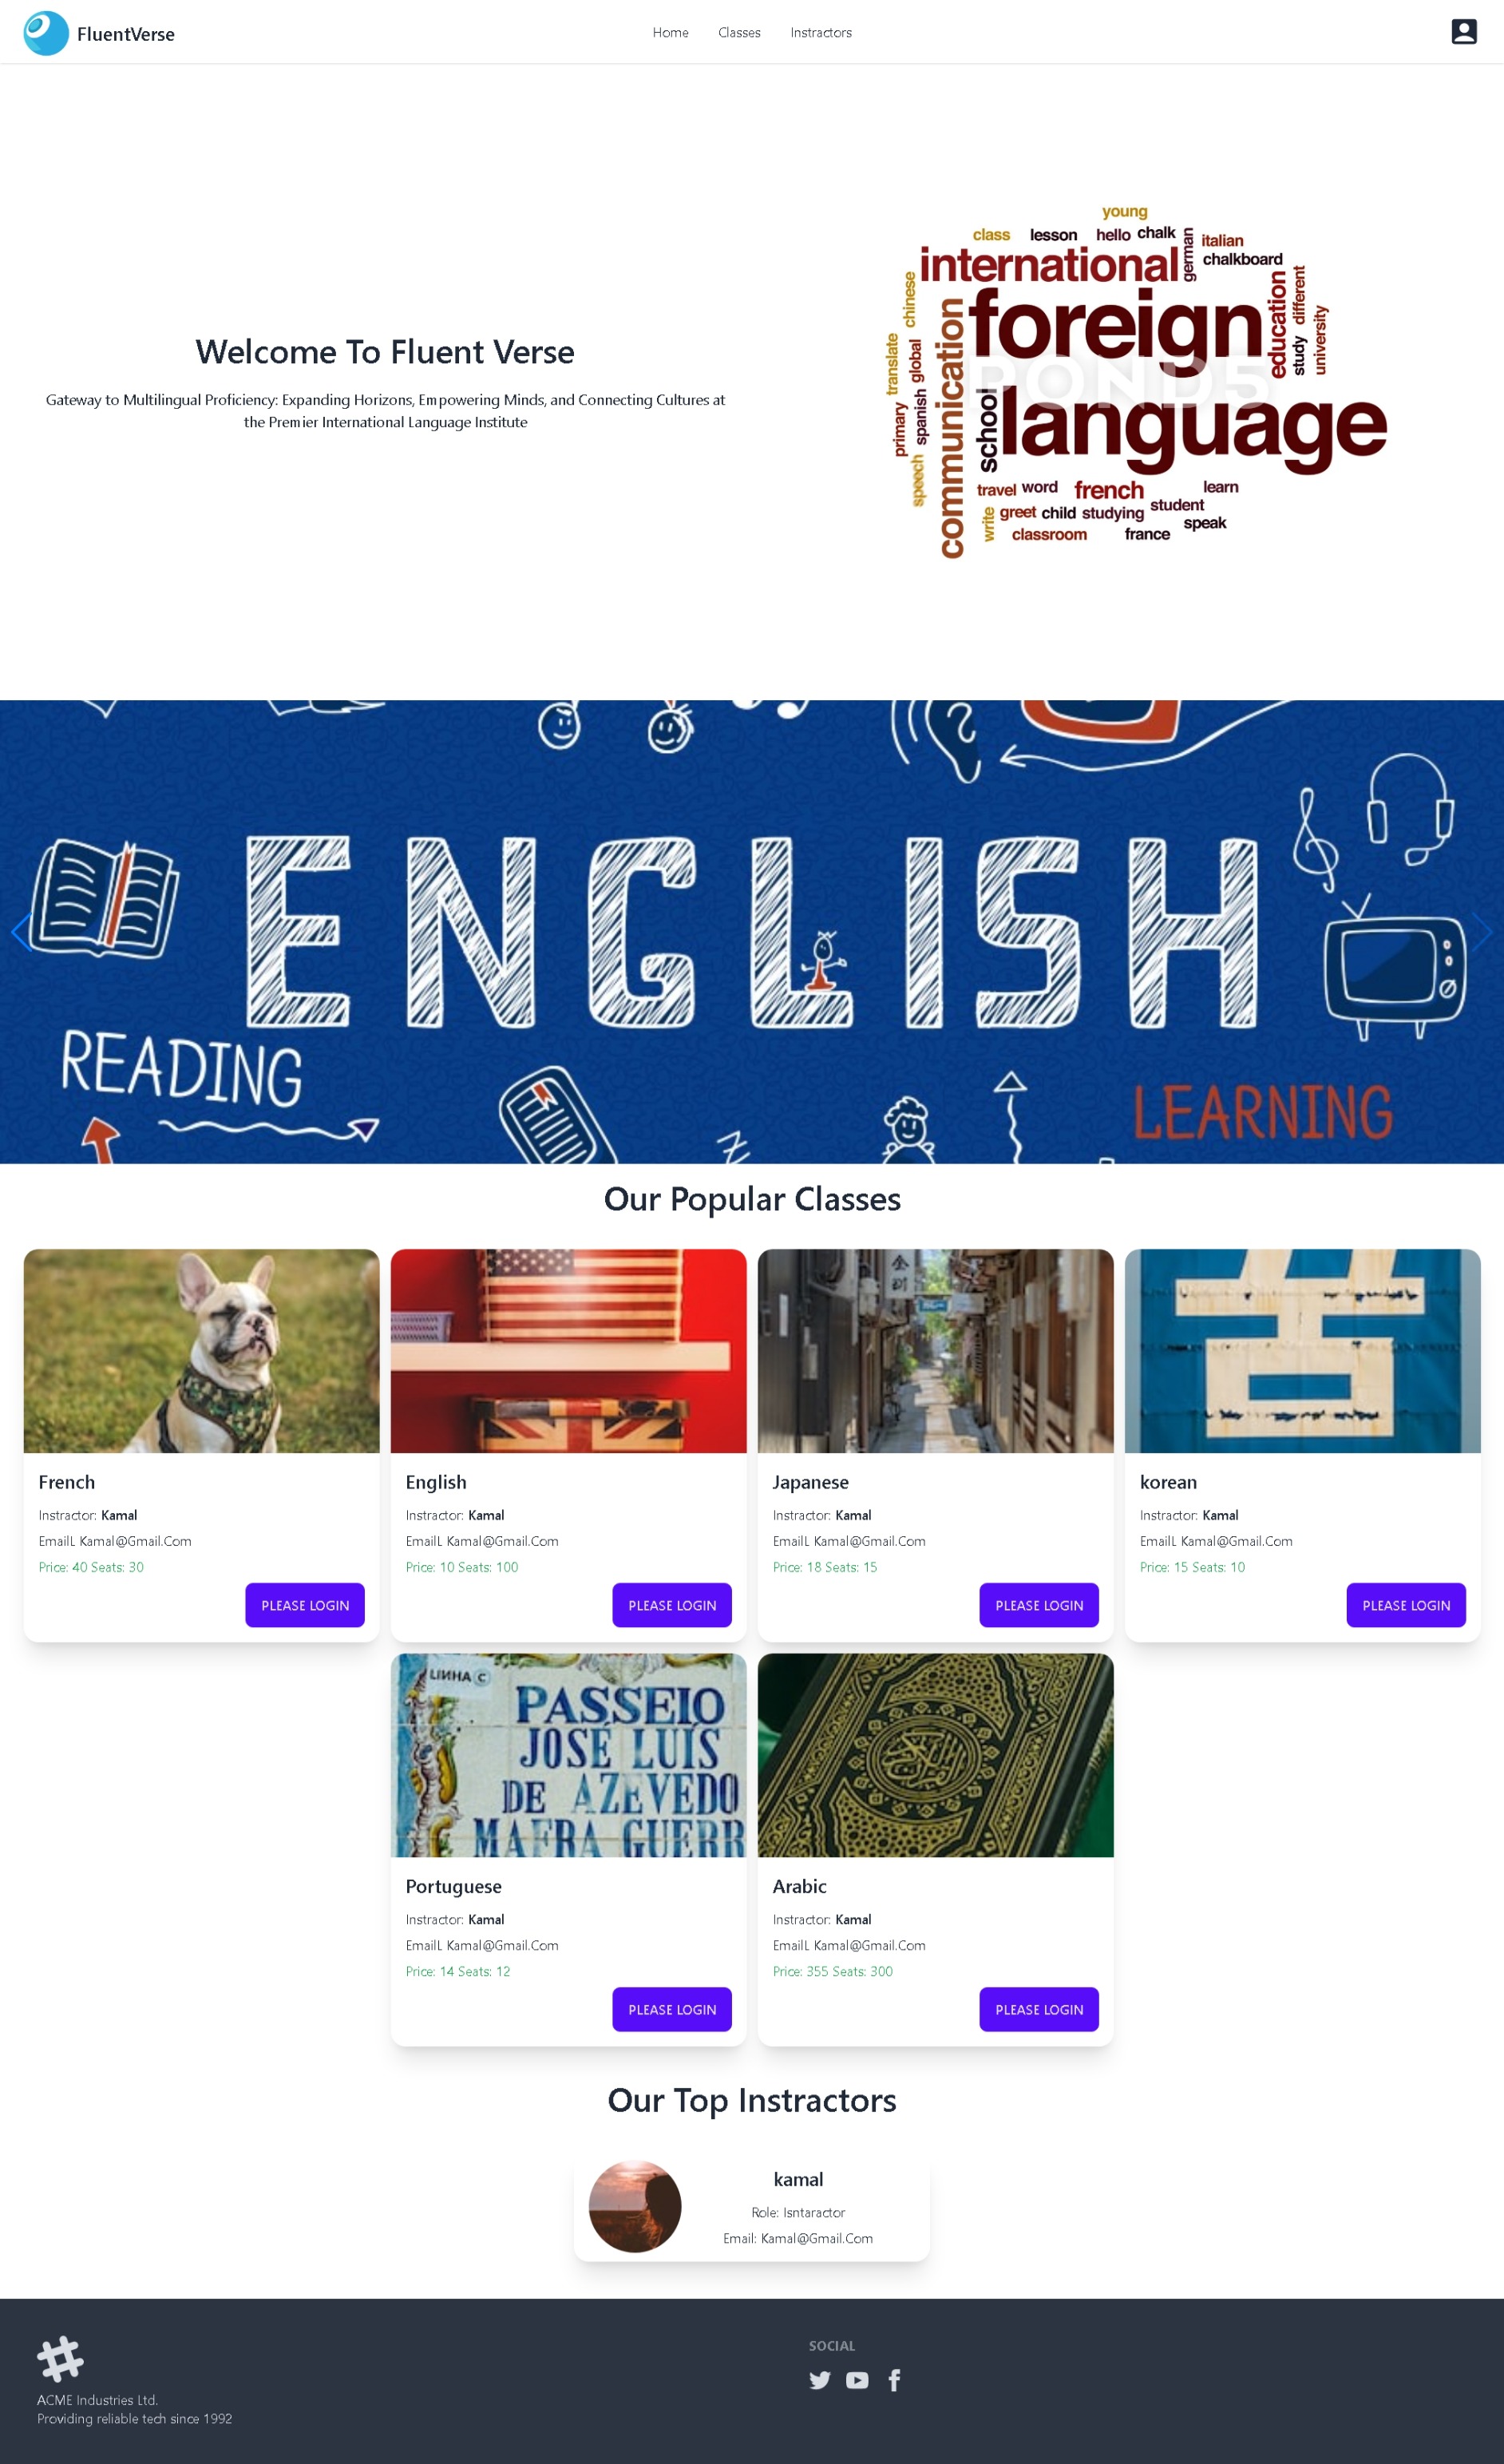 FluentVerse
Home
Classes
Instractors
Welcome To Fluent Verse
Gateway to Multilingual Proficiency: Expanding Horizons, Empowering Minds, and Connecting Cultures at
the Premier International Language Institute
young
class lesson hello chalk german italian
international chalkboard
chinese foreign education different
translate global communication study university
POND5
primary spanish school language
speech travel word french learn
write greet child studying student
classroom france speak
ENGLISH
READING
LEARNING
Our Popular Classes
金
French
Instractor: Kamal
EmailL Kamal@Gmail.Com
Price: 40 Seats: 30
PLEASE LOGIN
English
Instractor: Kamal
EmailL Kamal@Gmail.Com
Price: 10 Seats: 100
PLEASE LOGIN
Japanese
Instractor: Kamal
EmailL Kamal@Gmail.Com
Price: 18 Seats: 15
PLEASE LOGIN
korean
Instractor: Kamal
EmailL Kamal@Gmail.Com
Price: 15 Seats: 10
PLEASE LOGIN
LINHA C
PASSEIO
JOSÉ LUIS
DE AZEVEDO
MAFRA GUERR
Portuguese
Instractor: Kamal
EmailL Kamal@Gmail.Com
Price: 14 Seats: 12
PLEASE LOGIN
Arabic
Instractor: Kamal
EmailL Kamal@Gmail.Com
Price: 355 Seats: 300
PLEASE LOGIN
Our Top Instractors
kamal
Role: Isntaractor
Email: Kamal@Gmail.Com
ACME Industries Ltd.
Providing reliable tech since 1992
SOCIAL